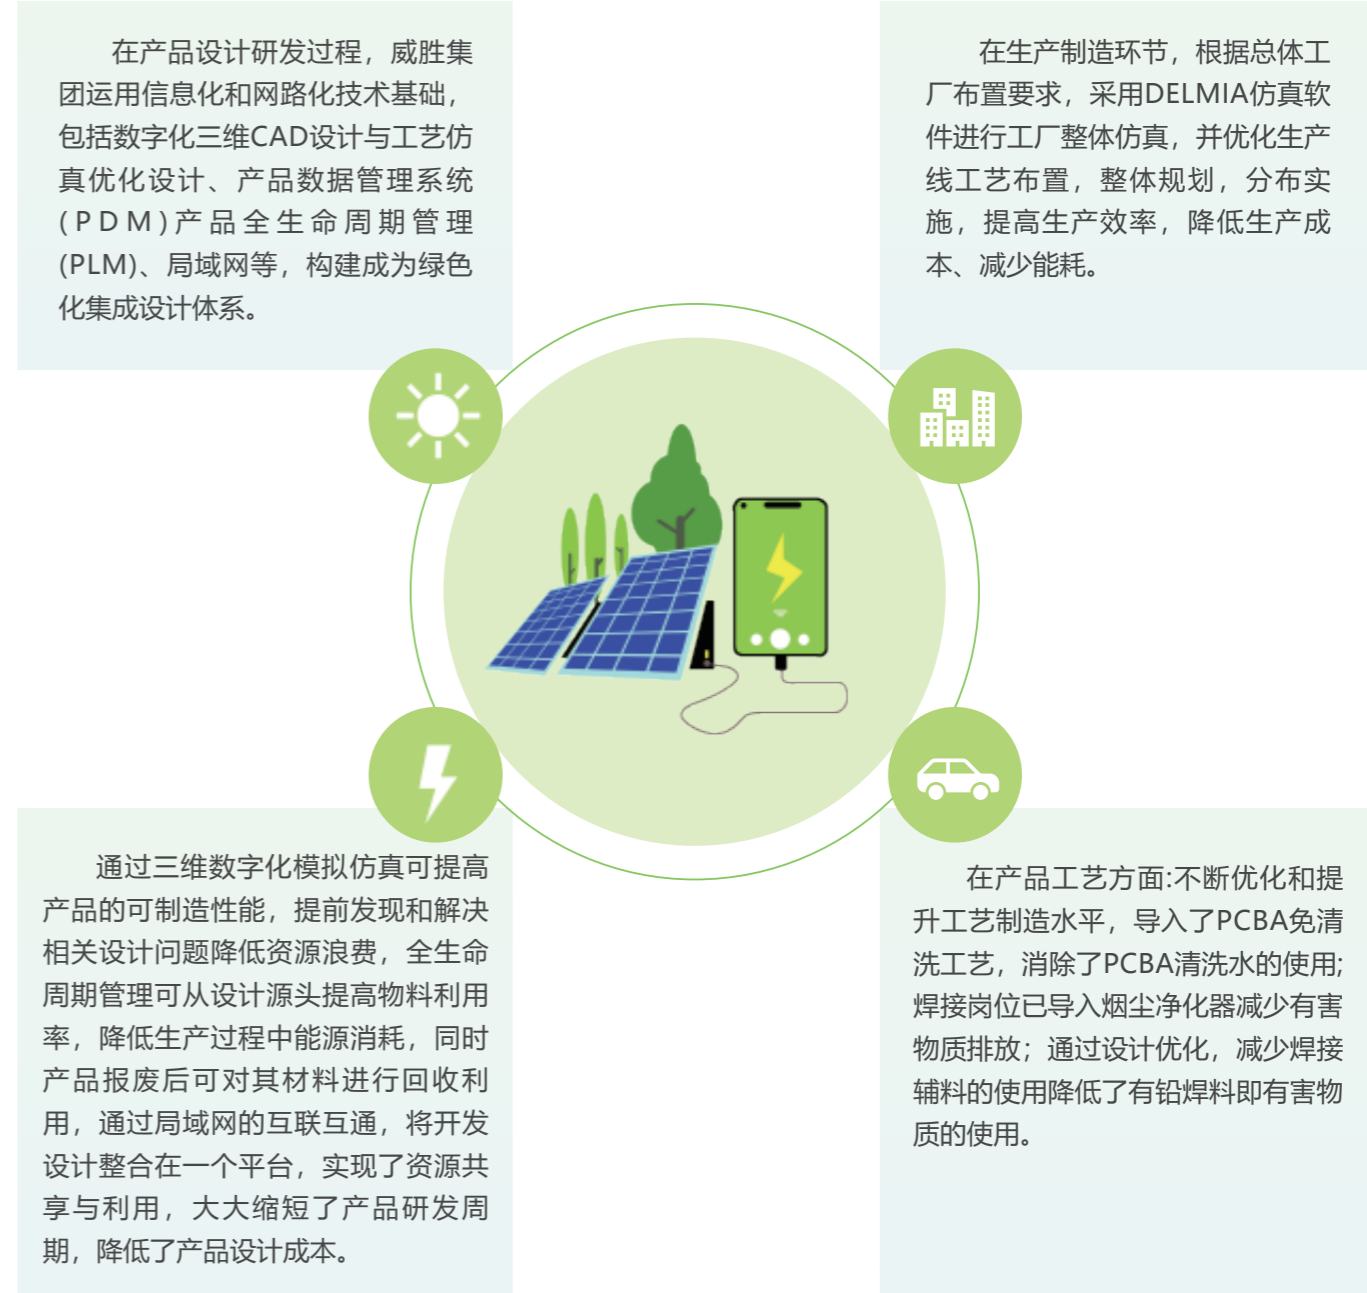 在产品设计研发过程，威胜集
团运用信息化和网路化技术基础，
包括数字化三维CAD设计与工艺仿
真优化设计、产品数据管理系统
(PDM)产品全生命周期管理
(PLM)、局域网等，构建成为绿色
化集成设计体系。
在生产制造环节，根据总体工
厂布置要求，采用DELMIA仿真软
件进行工厂整体仿真，并优化生产
线工艺布置，整体规划，分布实
施，提高生产效率，降低生产成
本、减少能耗。
通过三维数字化模拟仿真可提高
产品的可制造性能，提前发现和解决
相关设计问题降低资源浪费，全生命
周期管理可从设计源头提高物料利用
率，降低生产过程中能源消耗，同时
产品报废后可对其材料进行回收利
用，通过局域网的互联互通，将开发
设计整合在一个平台，实现了资源共
享与利用，大大缩短了产品研发周
期，降低了产品设计成本。
在产品工艺方面:不断优化和提
升工艺制造水平，导入了PCBA免清
洗工艺，消除了PCBA清洗水的使用;
焊接岗位已导入烟尘净化器减少有害
物质排放；通过设计优化，减少焊接
辅料的使用降低了有铅焊料即有害物
质的使用。